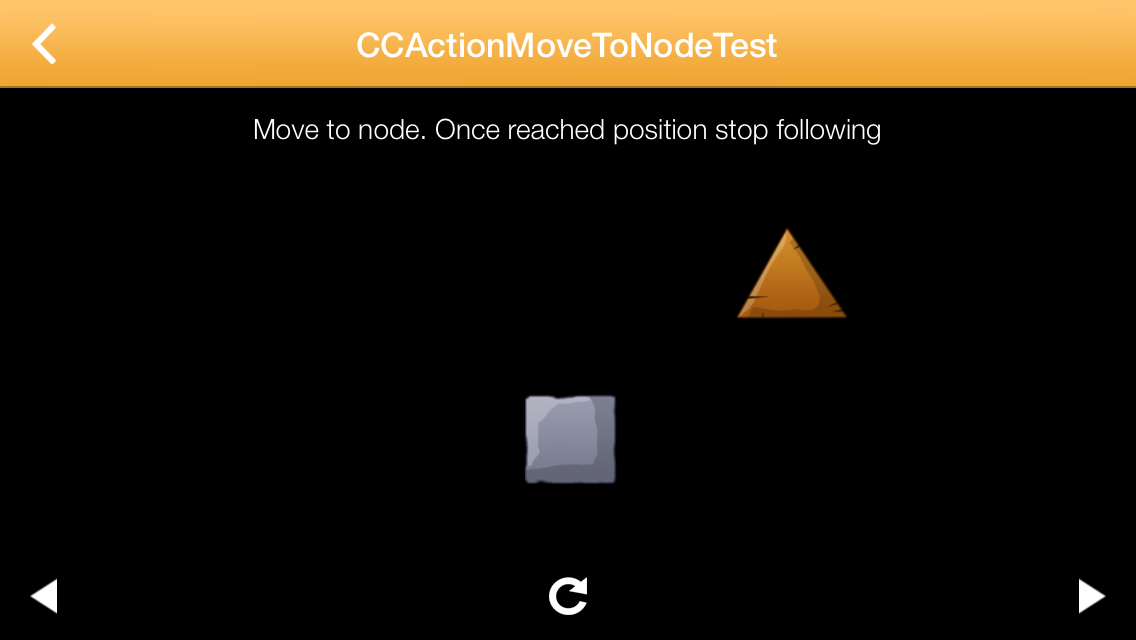 CCActionMoveToNodeTest
Move to node. Once reached position stop following